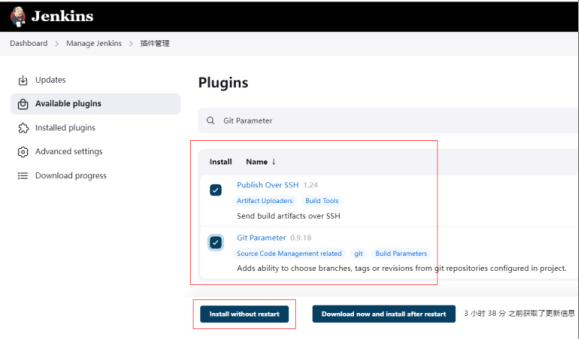 Jenkins
Dashboard > Manage Jenkins > 插件管理
Updates
Available plugins
Installed plugins
Advanced settings
Download progress
Plugins
Git Parameter
Install Name ↓
Publish Over SSH 1.24
Artifact Uploaders Build Tools
Send build artifacts over SSH
Git Parameter 0.9.18
Source Code Management related git Build Parameters
Adds ability to choose branches, tags or revisions from git repositories configured in project.
Install without restart Download now and install after restart 3 小时 38 分 之前获取了更新信息